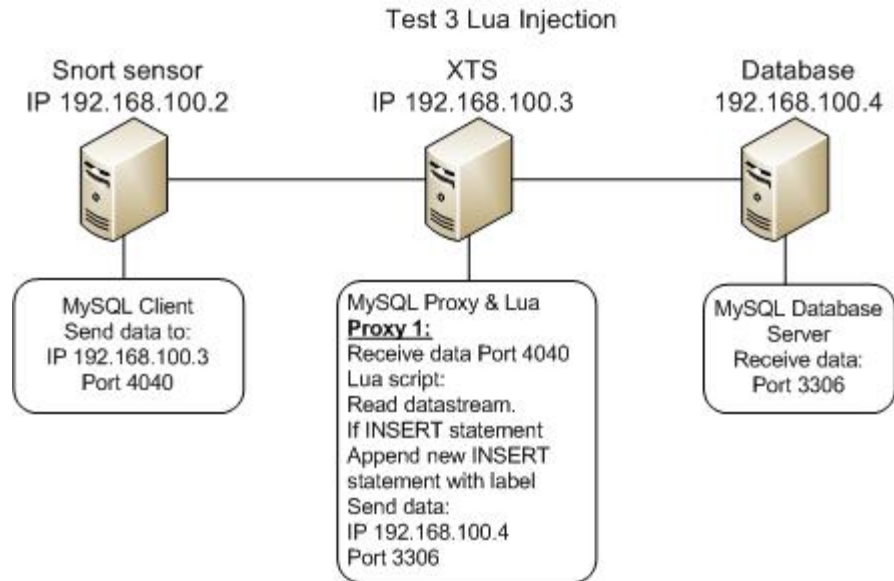 Test 3 Lua Injection
Snort sensor
IP 192.168.100.2
XTS
IP 192.168.100.3
Database
192.168.100.4
MySQL Client
Send data to:
IP 192.168.100.3
Port 4040
MySQL Proxy & Lua
Proxy 1:
Receive data Port 4040
Lua script:
Read datastream.
If INSERT statement
Append new INSERT
statement with label
Send data:
IP 192.168.100.4
Port 3306
MySQL Database
Server
Receive data:
Port 3306